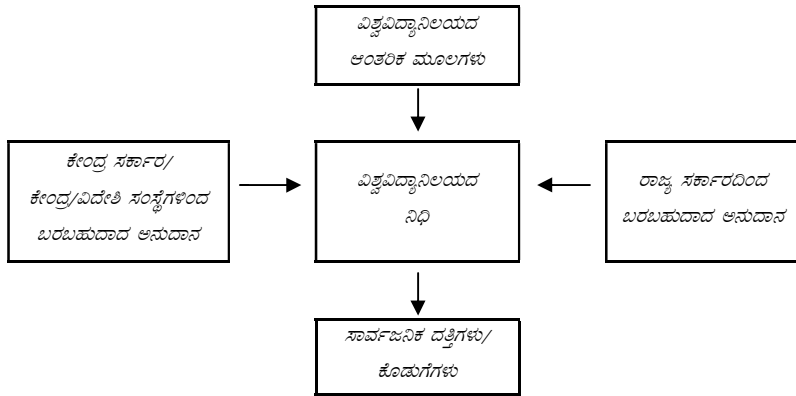 ವಿಶ್ವವಿದ್ಯಾನಿಲಯದ
ಆಂತರಿಕ ಮೂಲಗಳು
ಕೇಂದ್ರ ಸರ್ಕಾರ/
ಕೇಂದ್ರ/ವಿದೇಶಿ ಸಂಸ್ಥೆಗಳಿಂದ
ಬರಬಹುದಾದ ಅನುದಾನ
ವಿಶ್ವವಿದ್ಯಾನಿಲಯದ
ನಿಧಿ
ರಾಜ್ಯ ಸರ್ಕಾರದಿಂದ
ಬರಬಹುದಾದ ಅನುದಾನ
ಸಾರ್ವಜನಿಕ ದತ್ತಿಗಳು/
ಕೊಡುಗೆಗಳು